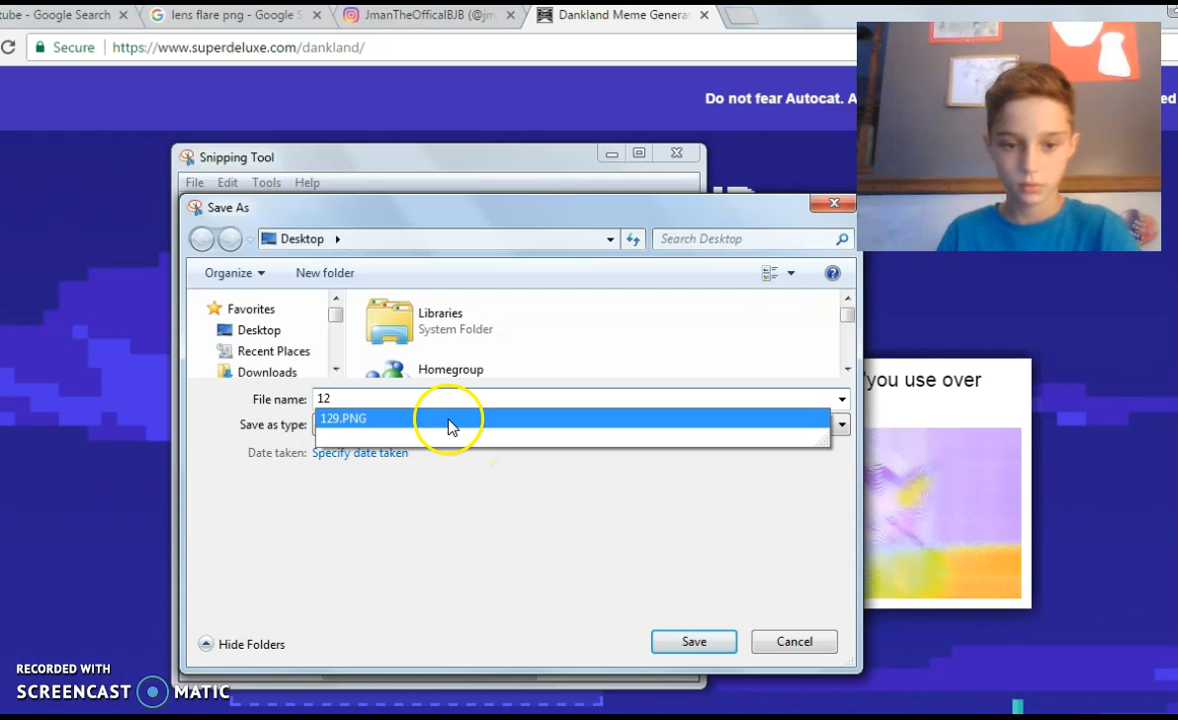 tube - Google Search
lens flare png - Google S
JmanTheOfficalBJB (@jm
Dankland Meme Genera
Secure
https://www.superdeluxe.com/dankland/
Do not fear Autocat. A
ed
Snipping Tool
File Edit Tools Help
Save As
Desktop
Search Desktop
Organize
New folder
Favorites
Desktop
Recent Places
Downloads
Libraries
System Folder
Homegroup
File name: 12
129.PNG
Save as type:
Date taken: Specify date taken
you use over
Hide Folders
Save
Cancel
RECORDED WITH
SCREENCAST MATIC